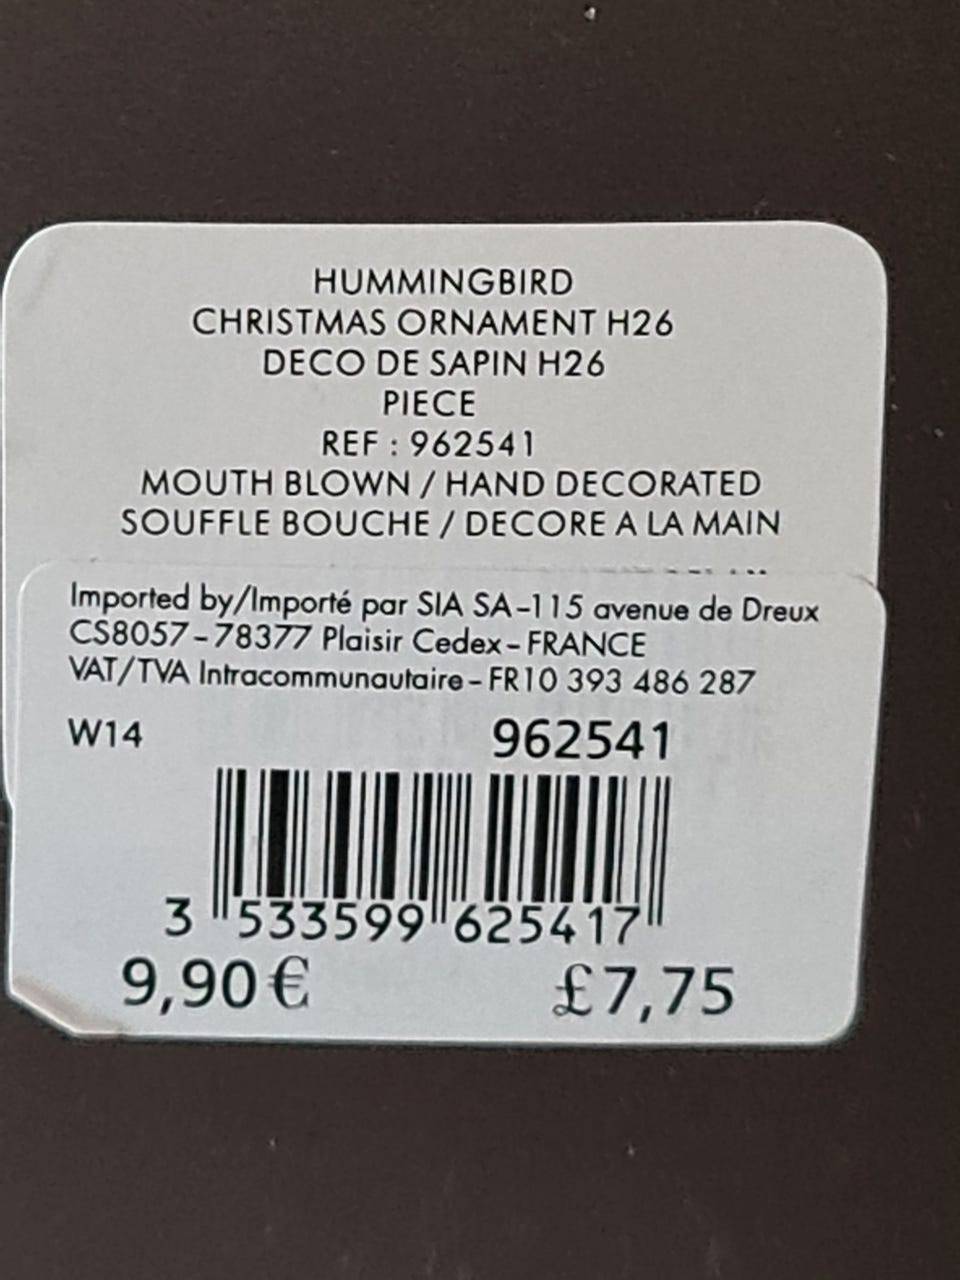 HUMMINGBIRD
CHRISTMAS ORNAMENT H26
DECO DE SAPIN H26
PIECE
REF : 962541
MOUTH BLOWN / HAND DECORATED
SOUFFLE BOUCHE / DECORE A LA MAIN
Imported by/Importé par SIA SA-115 avenue de Dreux
CS8057-78377 Plaisir Cedex-FRANCE
VAT/TVA Intracommunautaire-FR10 393 486 287
W14 962541
3 533599 625417
9,90€ £7,75